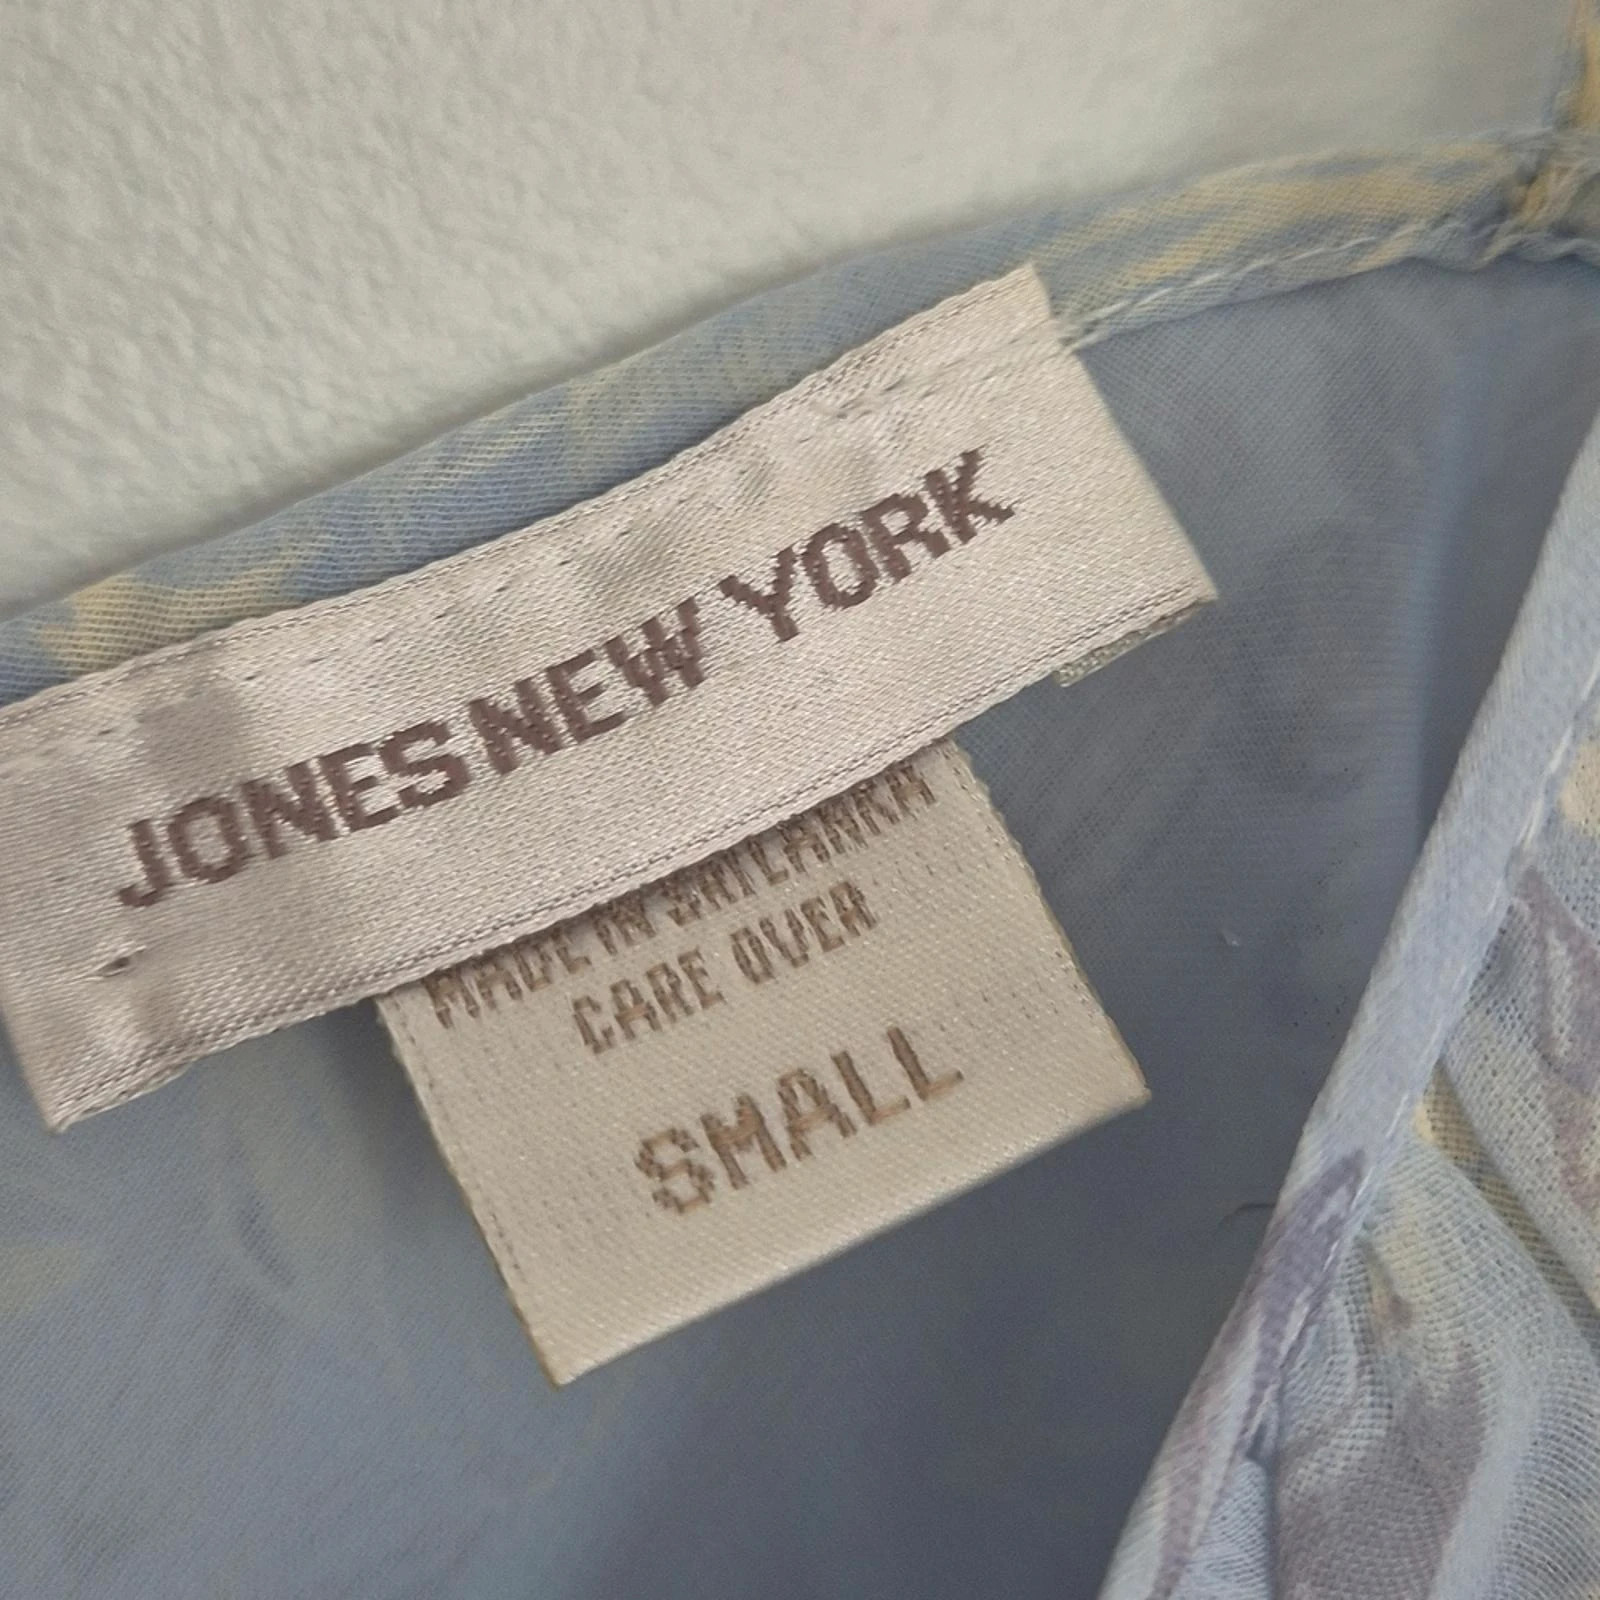 JONES NEW YORK
MADE IN SRI LANKA
CARE OVER
SMALL